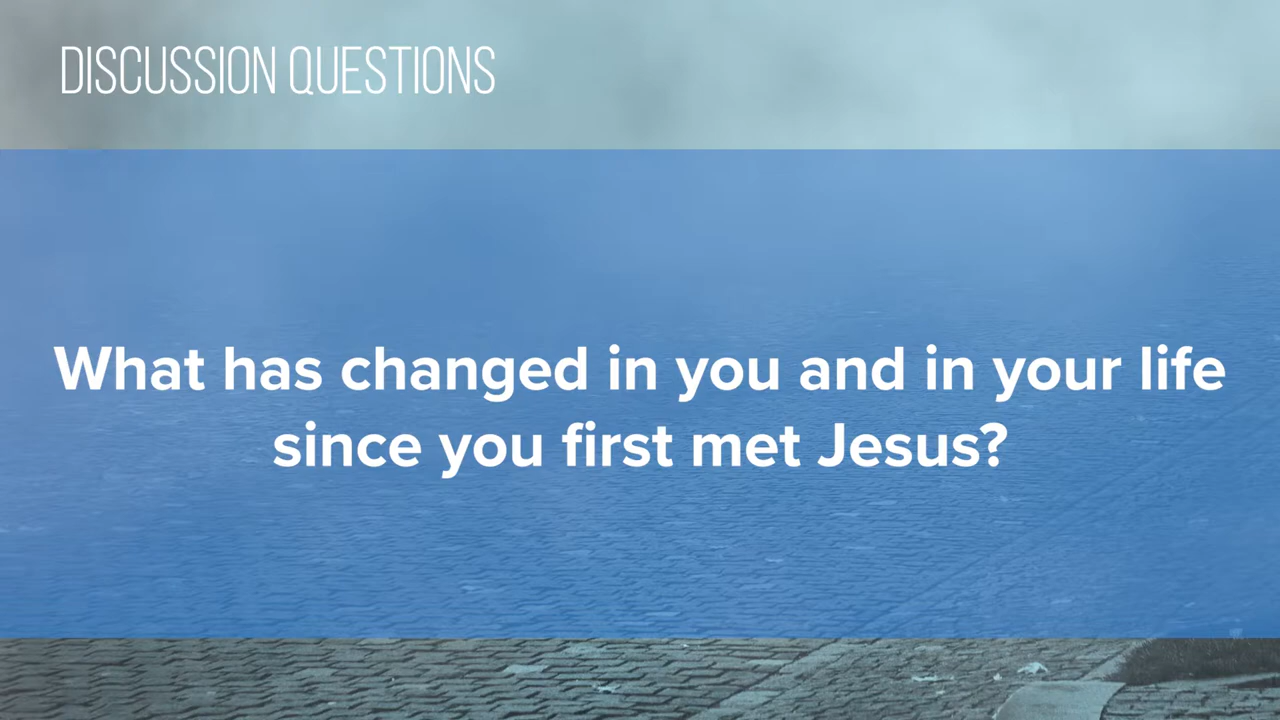 DISCUSSION QUESTIONS
What has changed in you and in your life
since you first met Jesus?